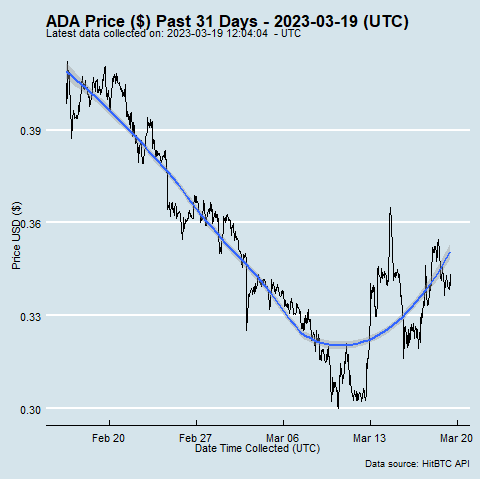 ADA Price ($) Past 31 Days - 2023-03-19 (UTC)
Latest data collected on: 2023-03-19 12:04:04 - UTC
0.39
0.36
0.33
0.30
Price USD ($)
Feb 20
Feb 27
Mar 06
Mar 13
Mar 20
Date Time Collected (UTC)
Data source: HitBTC API